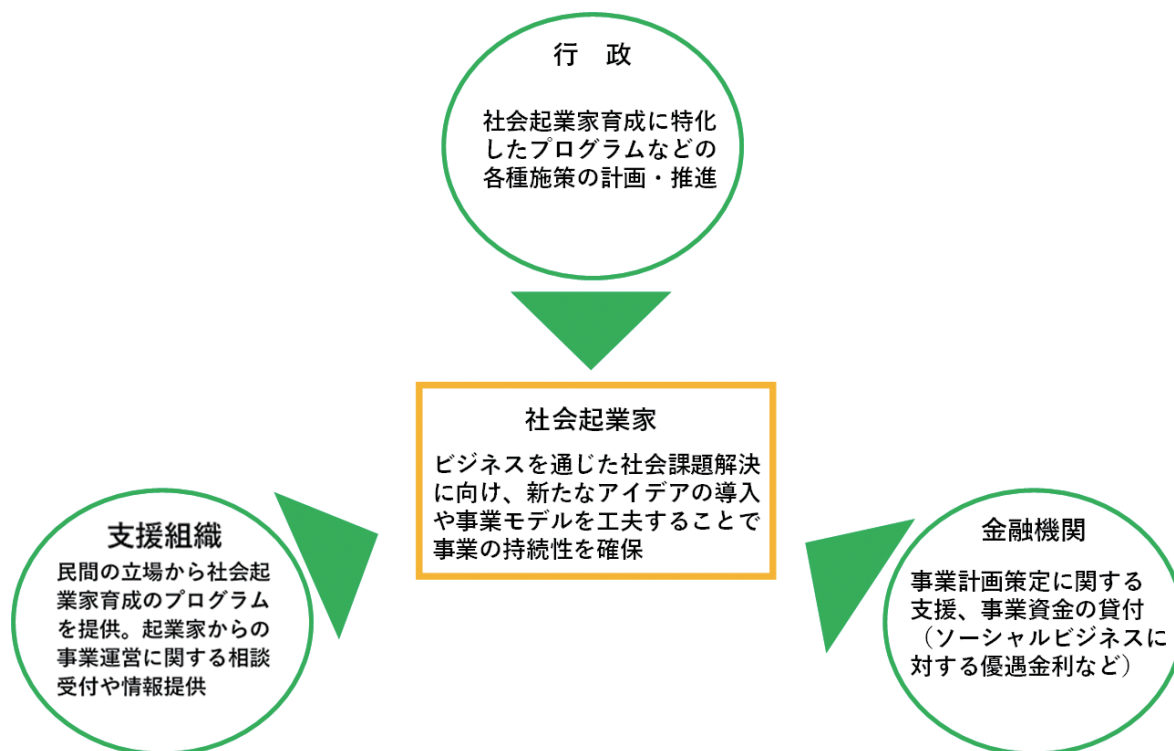 行　政
社会起業家育成に特化
したプログラムなどの
各種施策の計画・推進
社会起業家
ビジネスを通じた社会課題解決
に向け、新たなアイデアの導入
や事業モデルを工夫することで
事業の持続性を確保
支援組織
民間の立場から社会起
業家育成のプログラム
を提供。起業家からの
事業運営に関する相談
受付や情報提供
金融機関
事業計画策定に関する
支援、事業資金の貸付
（ソーシャルビジネスに
対する優遇金利など）